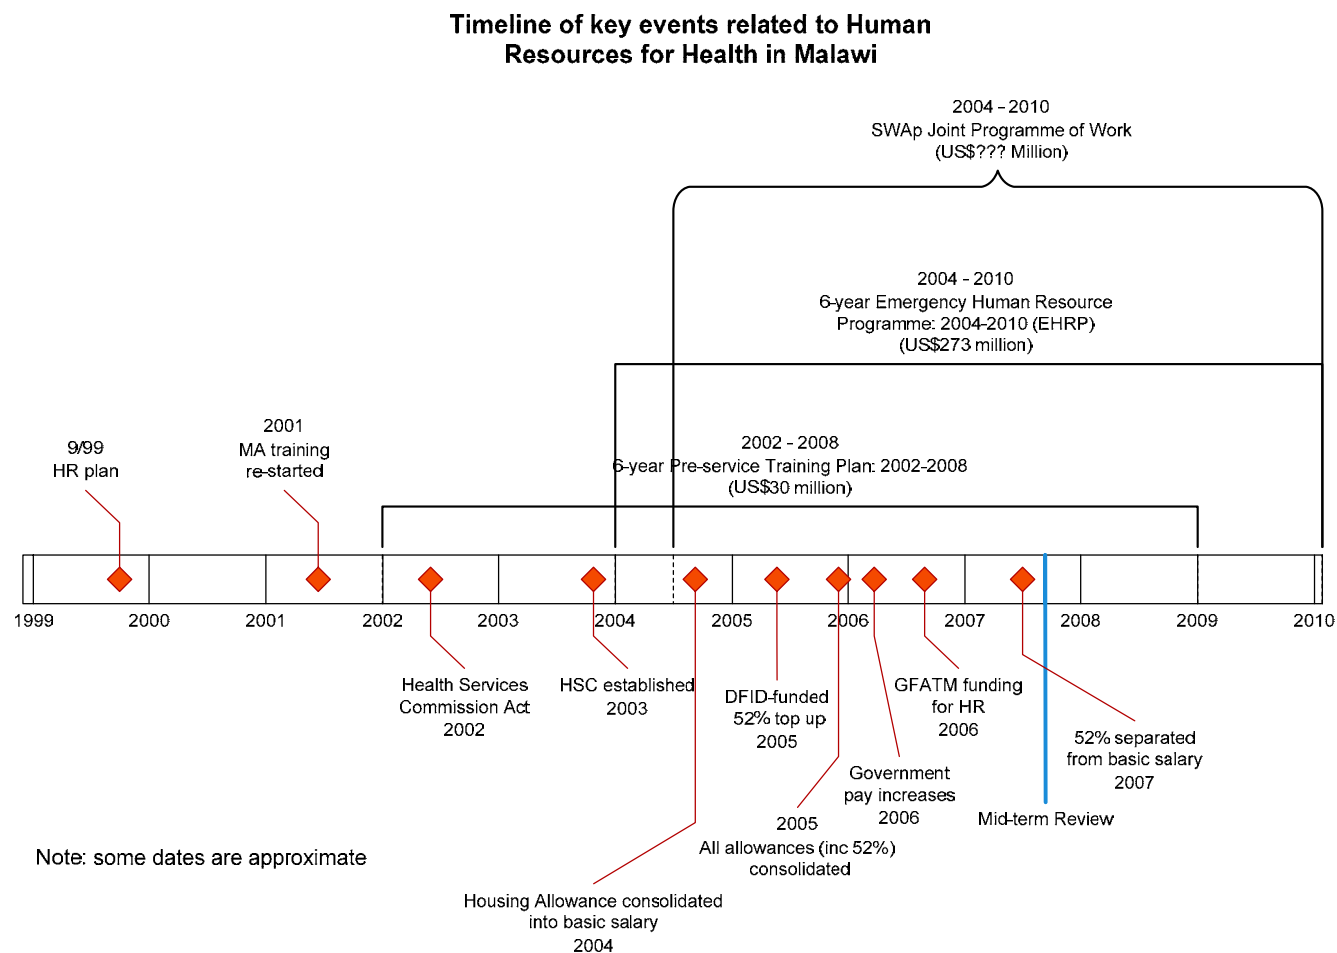 Timeline of key events related to Human
Resources for Health in Malawi
2004 - 2010
SWAp Joint Programme of Work
(US$??? Million)
2004 - 2010
6-year Emergency Human Resource
Programme: 2004-2010 (EHRP)
(US$273 million)
2002 - 2008
6-year Pre-service Training Plan: 2002-2008
(US$30 million)
9/99
HR plan
2001
MA training
re-started
1999 2000 2001 2002 2003 2004 2005 2006 2007 2008 2009 2010
Health Services
Commission Act
2002
HSC established
2003
DFID-funded
52% top up
2005
GFATM funding
for HR
2006
52% separated
from basic salary
2007
Government
pay increases
2006
Mid-term Review
2005
All allowances (inc 52%)
consolidated
Note: some dates are approximate
Housing Allowance consolidated
into basic salary
2004